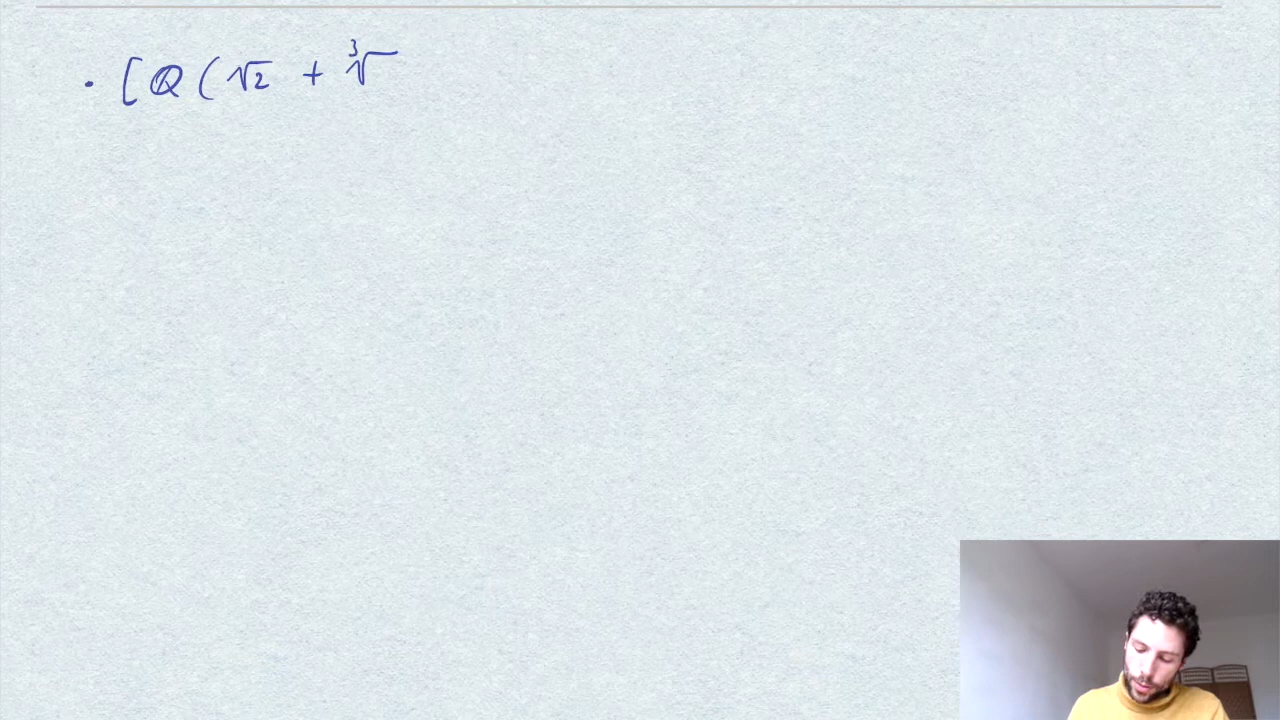 · [ℚ(√2 + ∛